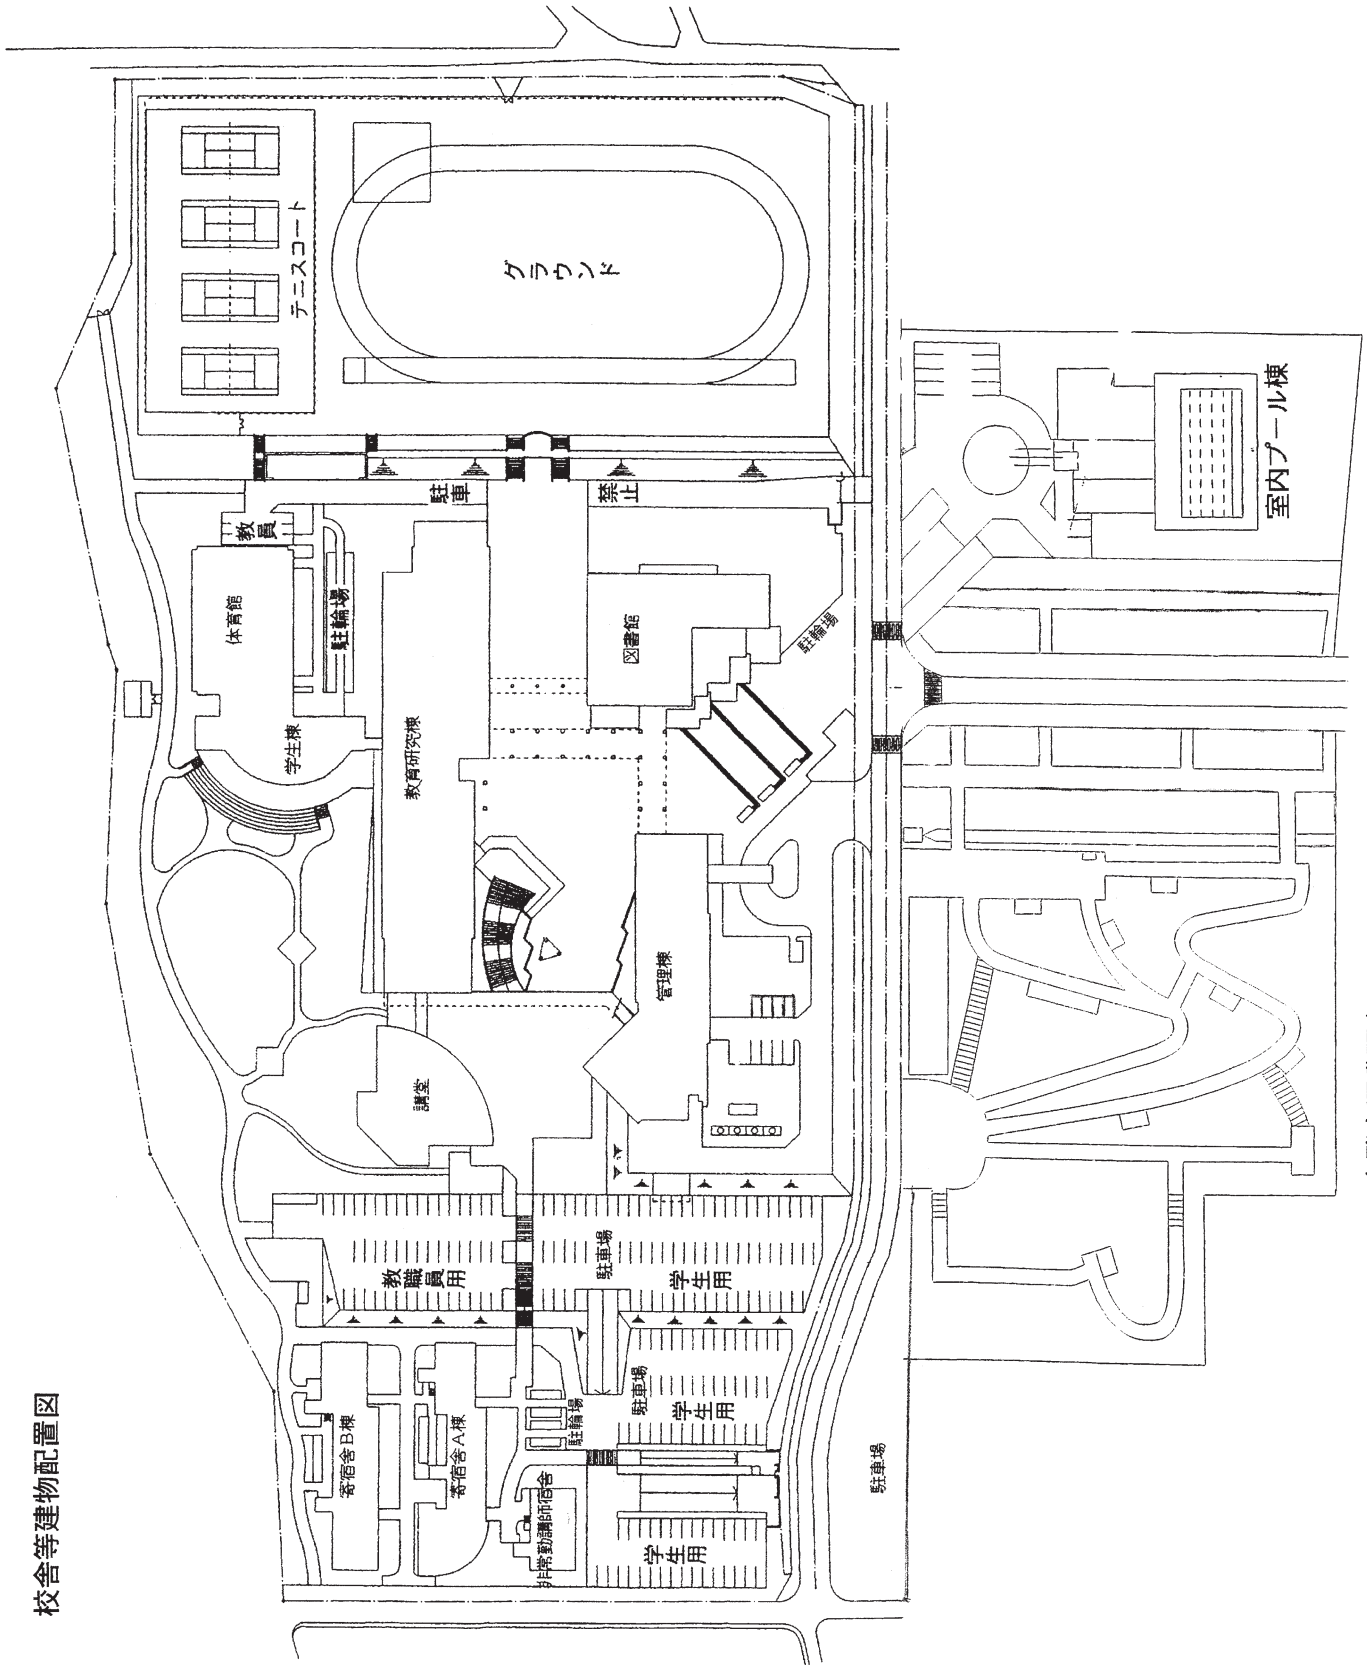 校舎等建物配置図
テニスコート
グラウンド
教員
体育館
駐輪場
駐車
禁止
学生棟
教育研究棟
図書館
駐輪場
室内プール棟
管理棟
講堂
教職員用
駐車場
学生用
寄宿舎B棟
寄宿舎A棟
駐輪場
駐車場
学生用
非常勤講師宿舎
学生用
駐車場